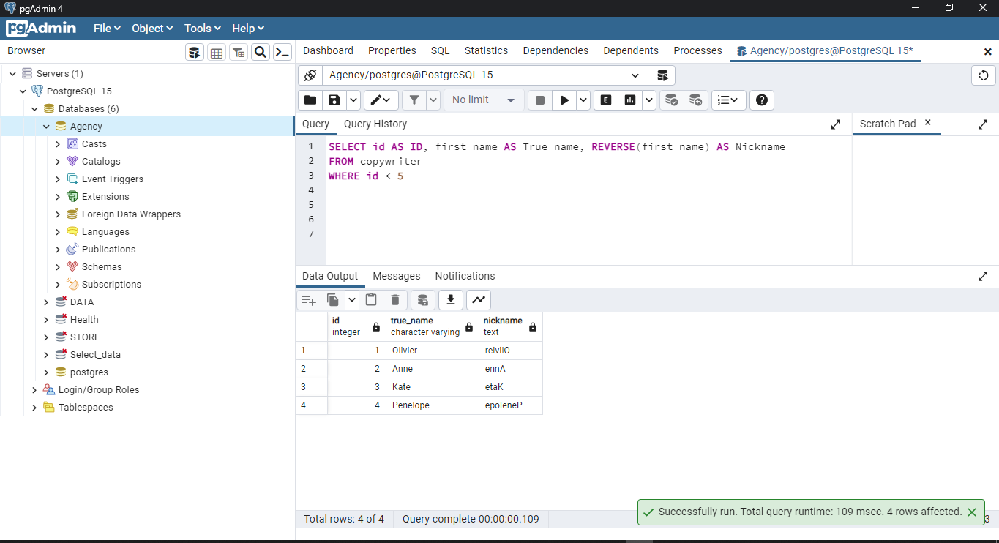 pgAdmin 4
pgAdmin File Object Tools Help
Browser
Dashboard Properties SQL Statistics Dependencies Dependents Processes Agency/postgres@PostgreSQL 15*
Servers (1)
PostgreSQL 15
Databases (6)
Agency
Casts
Catalogs
Event Triggers
Extensions
Foreign Data Wrappers
Languages
Publications
Schemas
Subscriptions
DATA
Health
STORE
Select_data
postgres
Login/Group Roles
Tablespaces
Agency/postgres@PostgreSQL 15
No limit
E
Query Query History
Scratch Pad
1 SELECT id AS ID, first_name AS True_name, REVERSE(first_name) AS Nickname
2 FROM copywriter
3 WHERE id < 5
4
5
6
7
Data Output Messages Notifications
id true_name nickname
integer character varying text
1 1 Olivier reivilO
2 2 Anne ennA
3 3 Kate etaK
4 4 Penelope epoleneP
Successfully run. Total query runtime: 109 msec. 4 rows affected.
Total rows: 4 of 4 Query complete 00:00:00.109 3